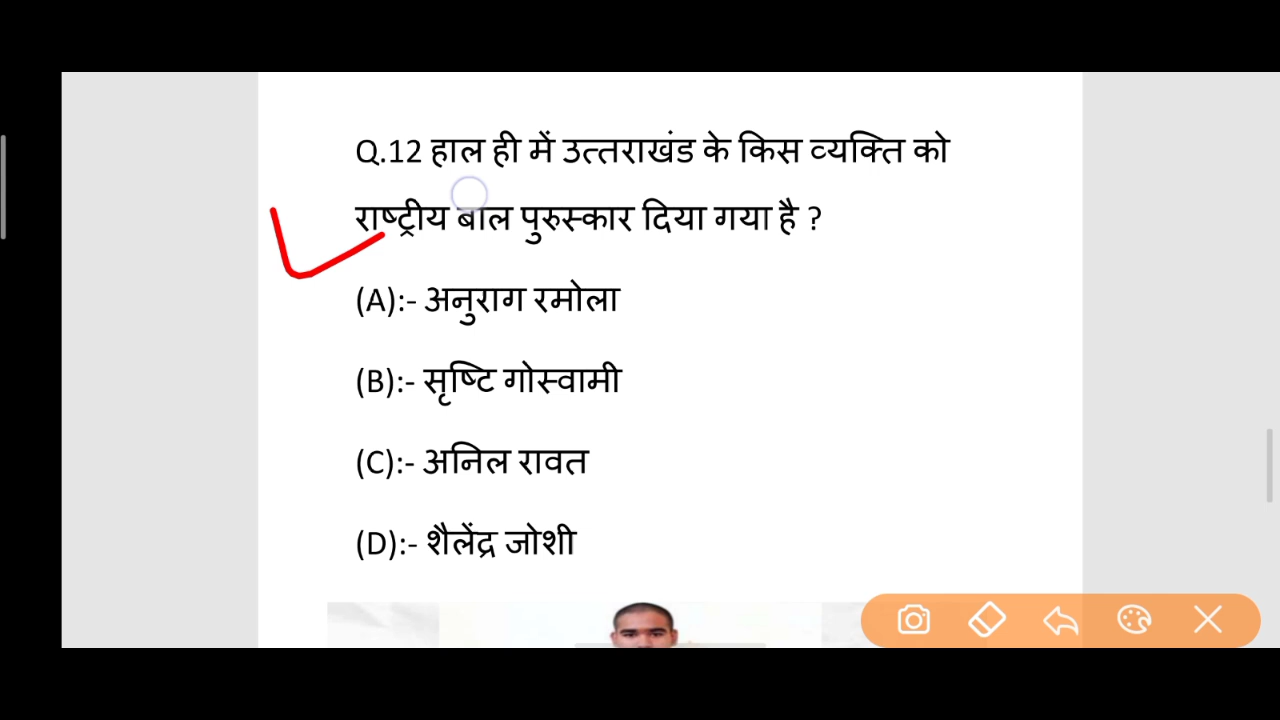 Q.12 हाल ही में उत्तराखंड के किस व्यक्ति को
राष्ट्रीय बाल पुरुस्कार दिया गया है ?
(A):- अनुराग रमोला
(B):- सृष्टि गोस्वामी
(C):- अनिल रावत
(D):- शैलेंद्र जोशी